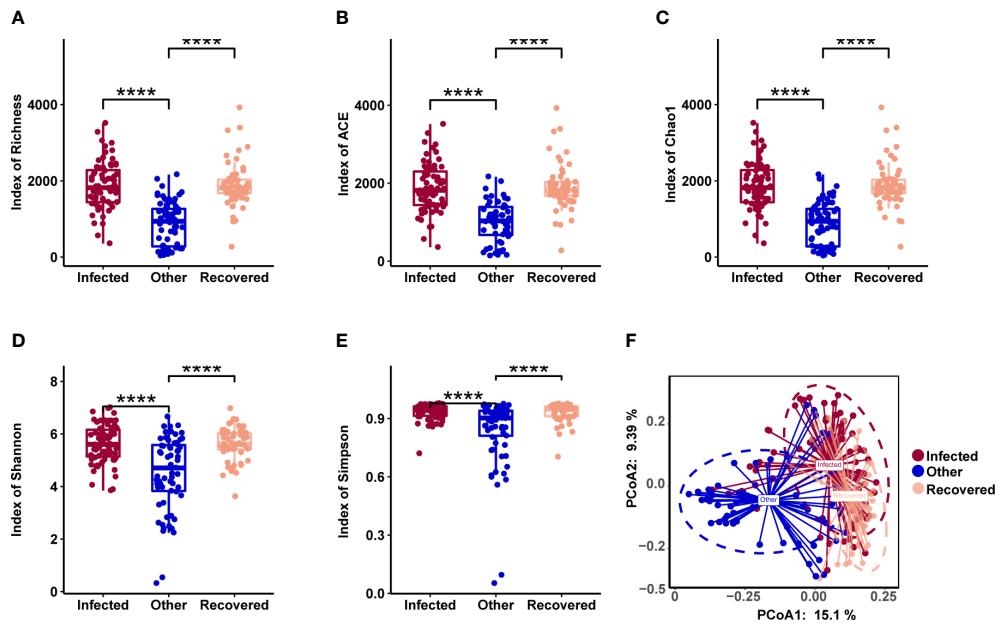 A
Index of Richness
4000
2000
0
****
****
Infected
Other
Recovered
B
Index of ACE
4000
2000
0
****
****
Infected
Other
Recovered
C
Index of Chao1
4000
2000
0
****
****
Infected
Other
Recovered
D
Index of Shannon
8
6
4
2
0
****
****
Infected
Other
Recovered
E
Index of Simpson
0.9
0.6
0.3
0.0
****
****
Infected
Other
Recovered
F
PCoA2: 9.39 %
0.2
0.0
−0.2
−0.5
0
−0.25
0.00
0.25
PCoA1: 15.1 %
Infected
Other
Recovered
Infected
Other
Recovered